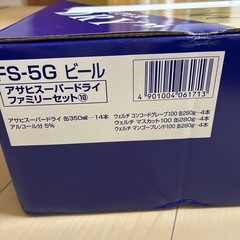 FS-5G ビール
アサヒスーパードライ
ファミリーセット⑩
4901004061713
アサヒスーパードライ 缶350㎖…14本
アルコール分 5%
ウェルチ コンコードグレープ100 缶280g…4本
ウェルチ マスカット100 缶280g…4本
ウェルチ マンゴーブレンド100 缶280g…4本